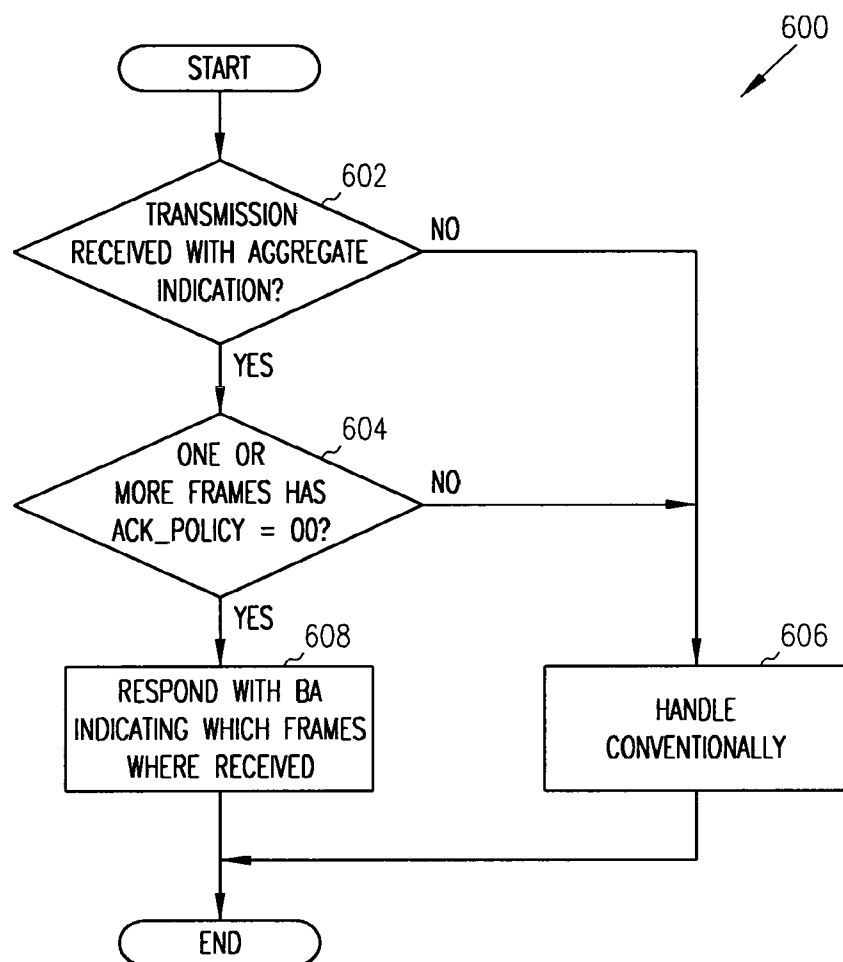 600
START
602
TRANSMISSION
RECEIVED WITH AGGREGATE
INDICATION?
NO
YES
604
ONE OR
MORE FRAMES HAS
ACK_POLICY = 00?
NO
YES
608
RESPOND WITH BA
INDICATING WHICH FRAMES
WHERE RECEIVED
606
HANDLE
CONVENTIONALLY
END